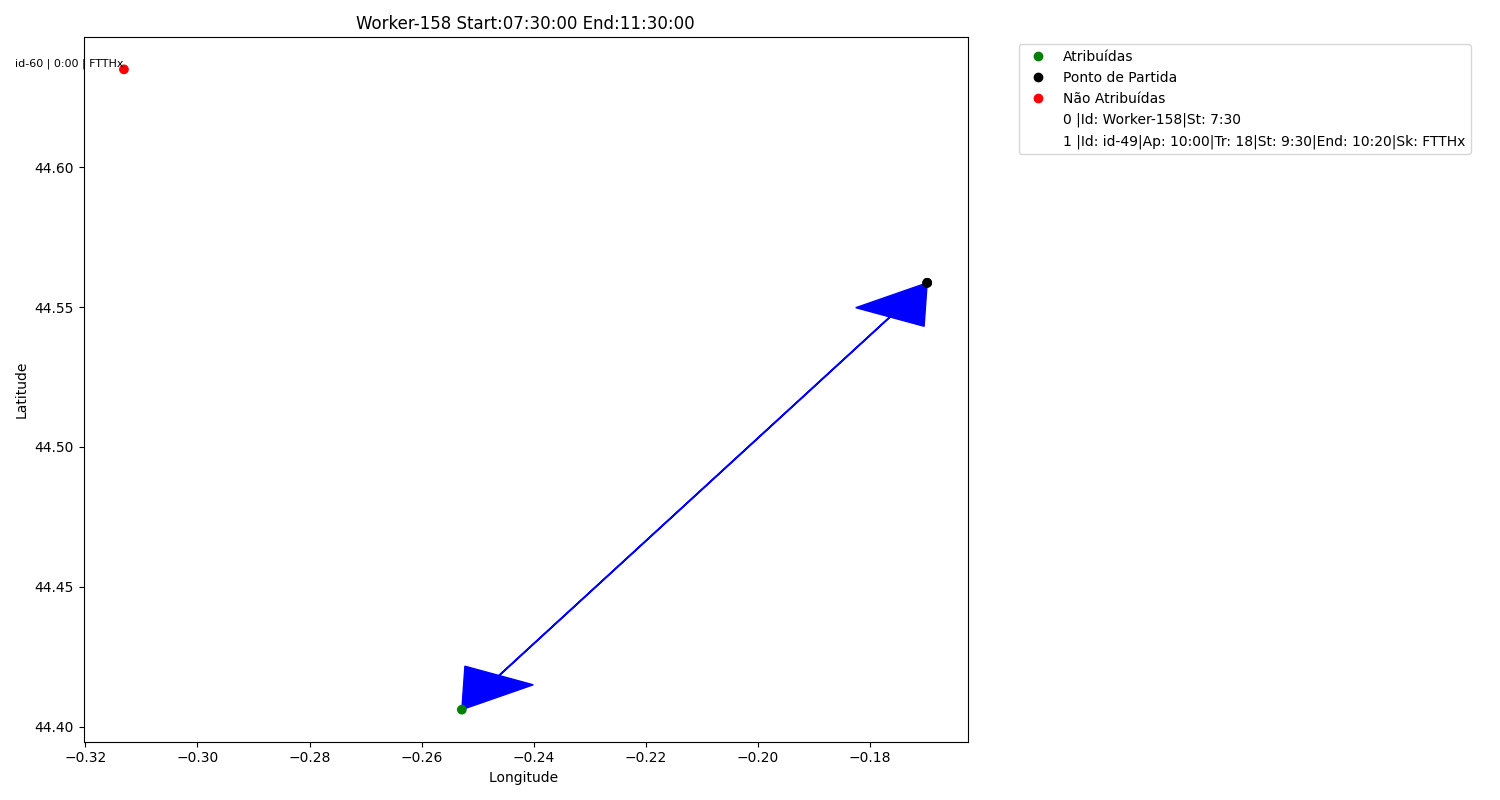 Worker-158 Start:07:30:00 End:11:30:00
id-60 | 0:00 | FTTHx
44.60
44.55
44.50
44.45
44.40
Latitude
−0.32 −0.30 −0.28 −0.26 −0.24 −0.22 −0.20 −0.18
Longitude
Atribuídas
Ponto de Partida
Não Atribuídas
0 |Id: Worker-158|St: 7:30
1 |Id: id-49|Ap: 10:00|Tr: 18|St: 9:30|End: 10:20|Sk: FTTHx